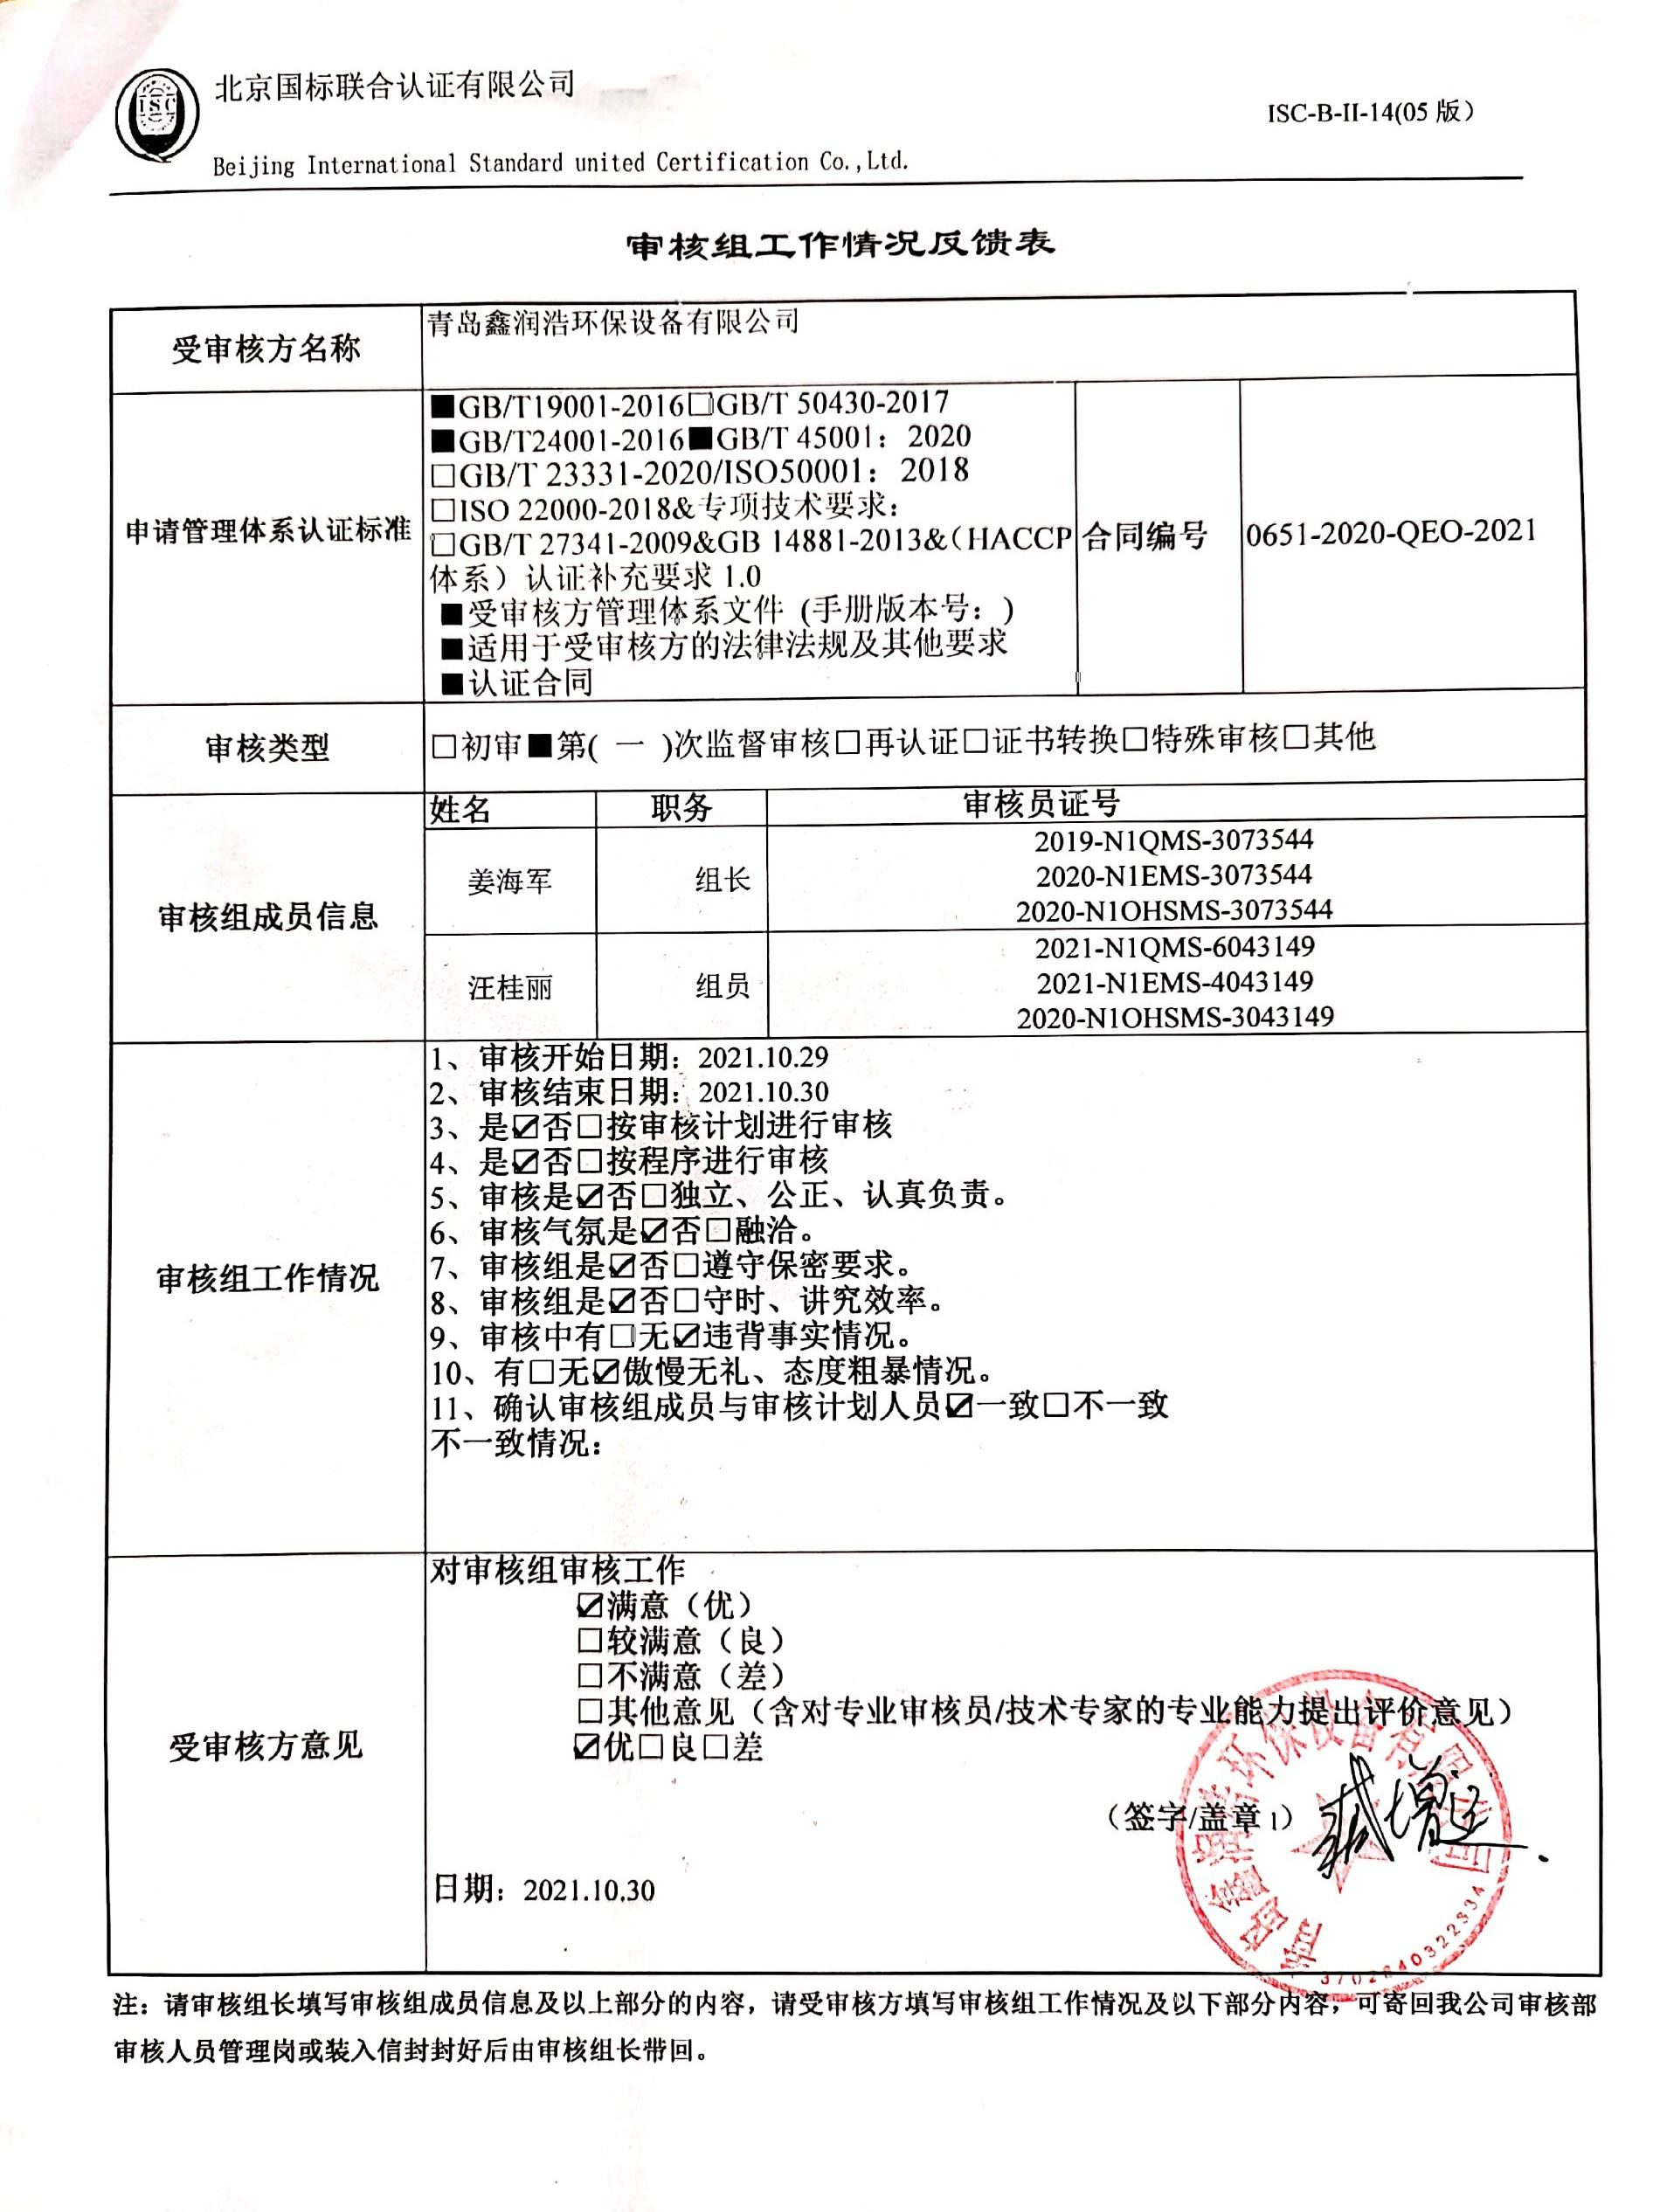 北京国标联合认证有限公司
ISC-B-II-14(05 版）
Beijing International Standard united Certification Co.,Ltd.
审核组工作情况反馈表
受审核方名称
青岛鑫润浩环保设备有限公司
申请管理体系认证标准
■GB/T19001-2016□GB/T 50430-2017
■GB/T24001-2016■GB/T 45001：2020
□GB/T 23331-2020/ISO50001：2018
□ISO 22000-2018&专项技术要求：
□GB/T 27341-2009&GB 14881-2013&（HACCP
体系）认证补充要求 1.0
■受审核方管理体系文件 (手册版本号：)
■适用于受审核方的法律法规及其他要求
■认证合同
合同编号
0651-2020-QEO-2021
审核类型
□初审■第( 一 )次监督审核□再认证□证书转换□特殊审核□其他
审核组成员信息
姓名 职务 审核员证号
姜海军 组长
2019-N1QMS-3073544
2020-N1EMS-3073544
2020-N1OHSMS-3073544
汪桂丽 组员
2021-N1QMS-6043149
2021-N1EMS-4043149
2020-N1OHSMS-3043149
审核组工作情况
1、审核开始日期：2021.10.29
2、审核结束日期：2021.10.30
3、是☑否□按审核计划进行审核
4、是☑否□按程序进行审核
5、审核是☑否□独立、公正、认真负责。
6、审核气氛是☑否□融洽。
7、审核组是☑否□遵守保密要求。
8、审核组是☑否□守时、讲究效率。
9、审核中有□无☑违背事实情况。
10、有□无☑傲慢无礼、态度粗暴情况。
11、确认审核组成员与审核计划人员☑一致□不一致
不一致情况：
受审核方意见
对审核组审核工作
☑满意（优）
□较满意（良）
□不满意（差）
□其他意见（含对专业审核员/技术专家的专业能力提出评价意见）
☑优□良□差
（签字/盖章 1）
日期：2021.10.30
青岛鑫润浩环保设备有限公司
3702840322334
注：请审核组长填写审核组成员信息及以上部分的内容，请受审核方填写审核组工作情况及以下部分内容，可寄回我公司审核部
审核人员管理岗或装入信封封好后由审核组长带回。